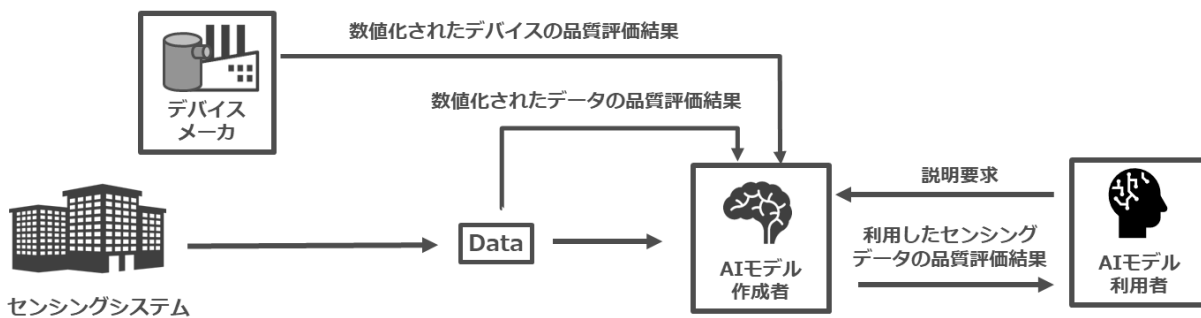 数値化されたデバイスの品質評価結果
デバイス
メーカ
数値化されたデータの品質評価結果
センシングシステム
Data
AIモデル
作成者
説明要求
利用したセンシング
データの品質評価結果
AIモデル
利用者